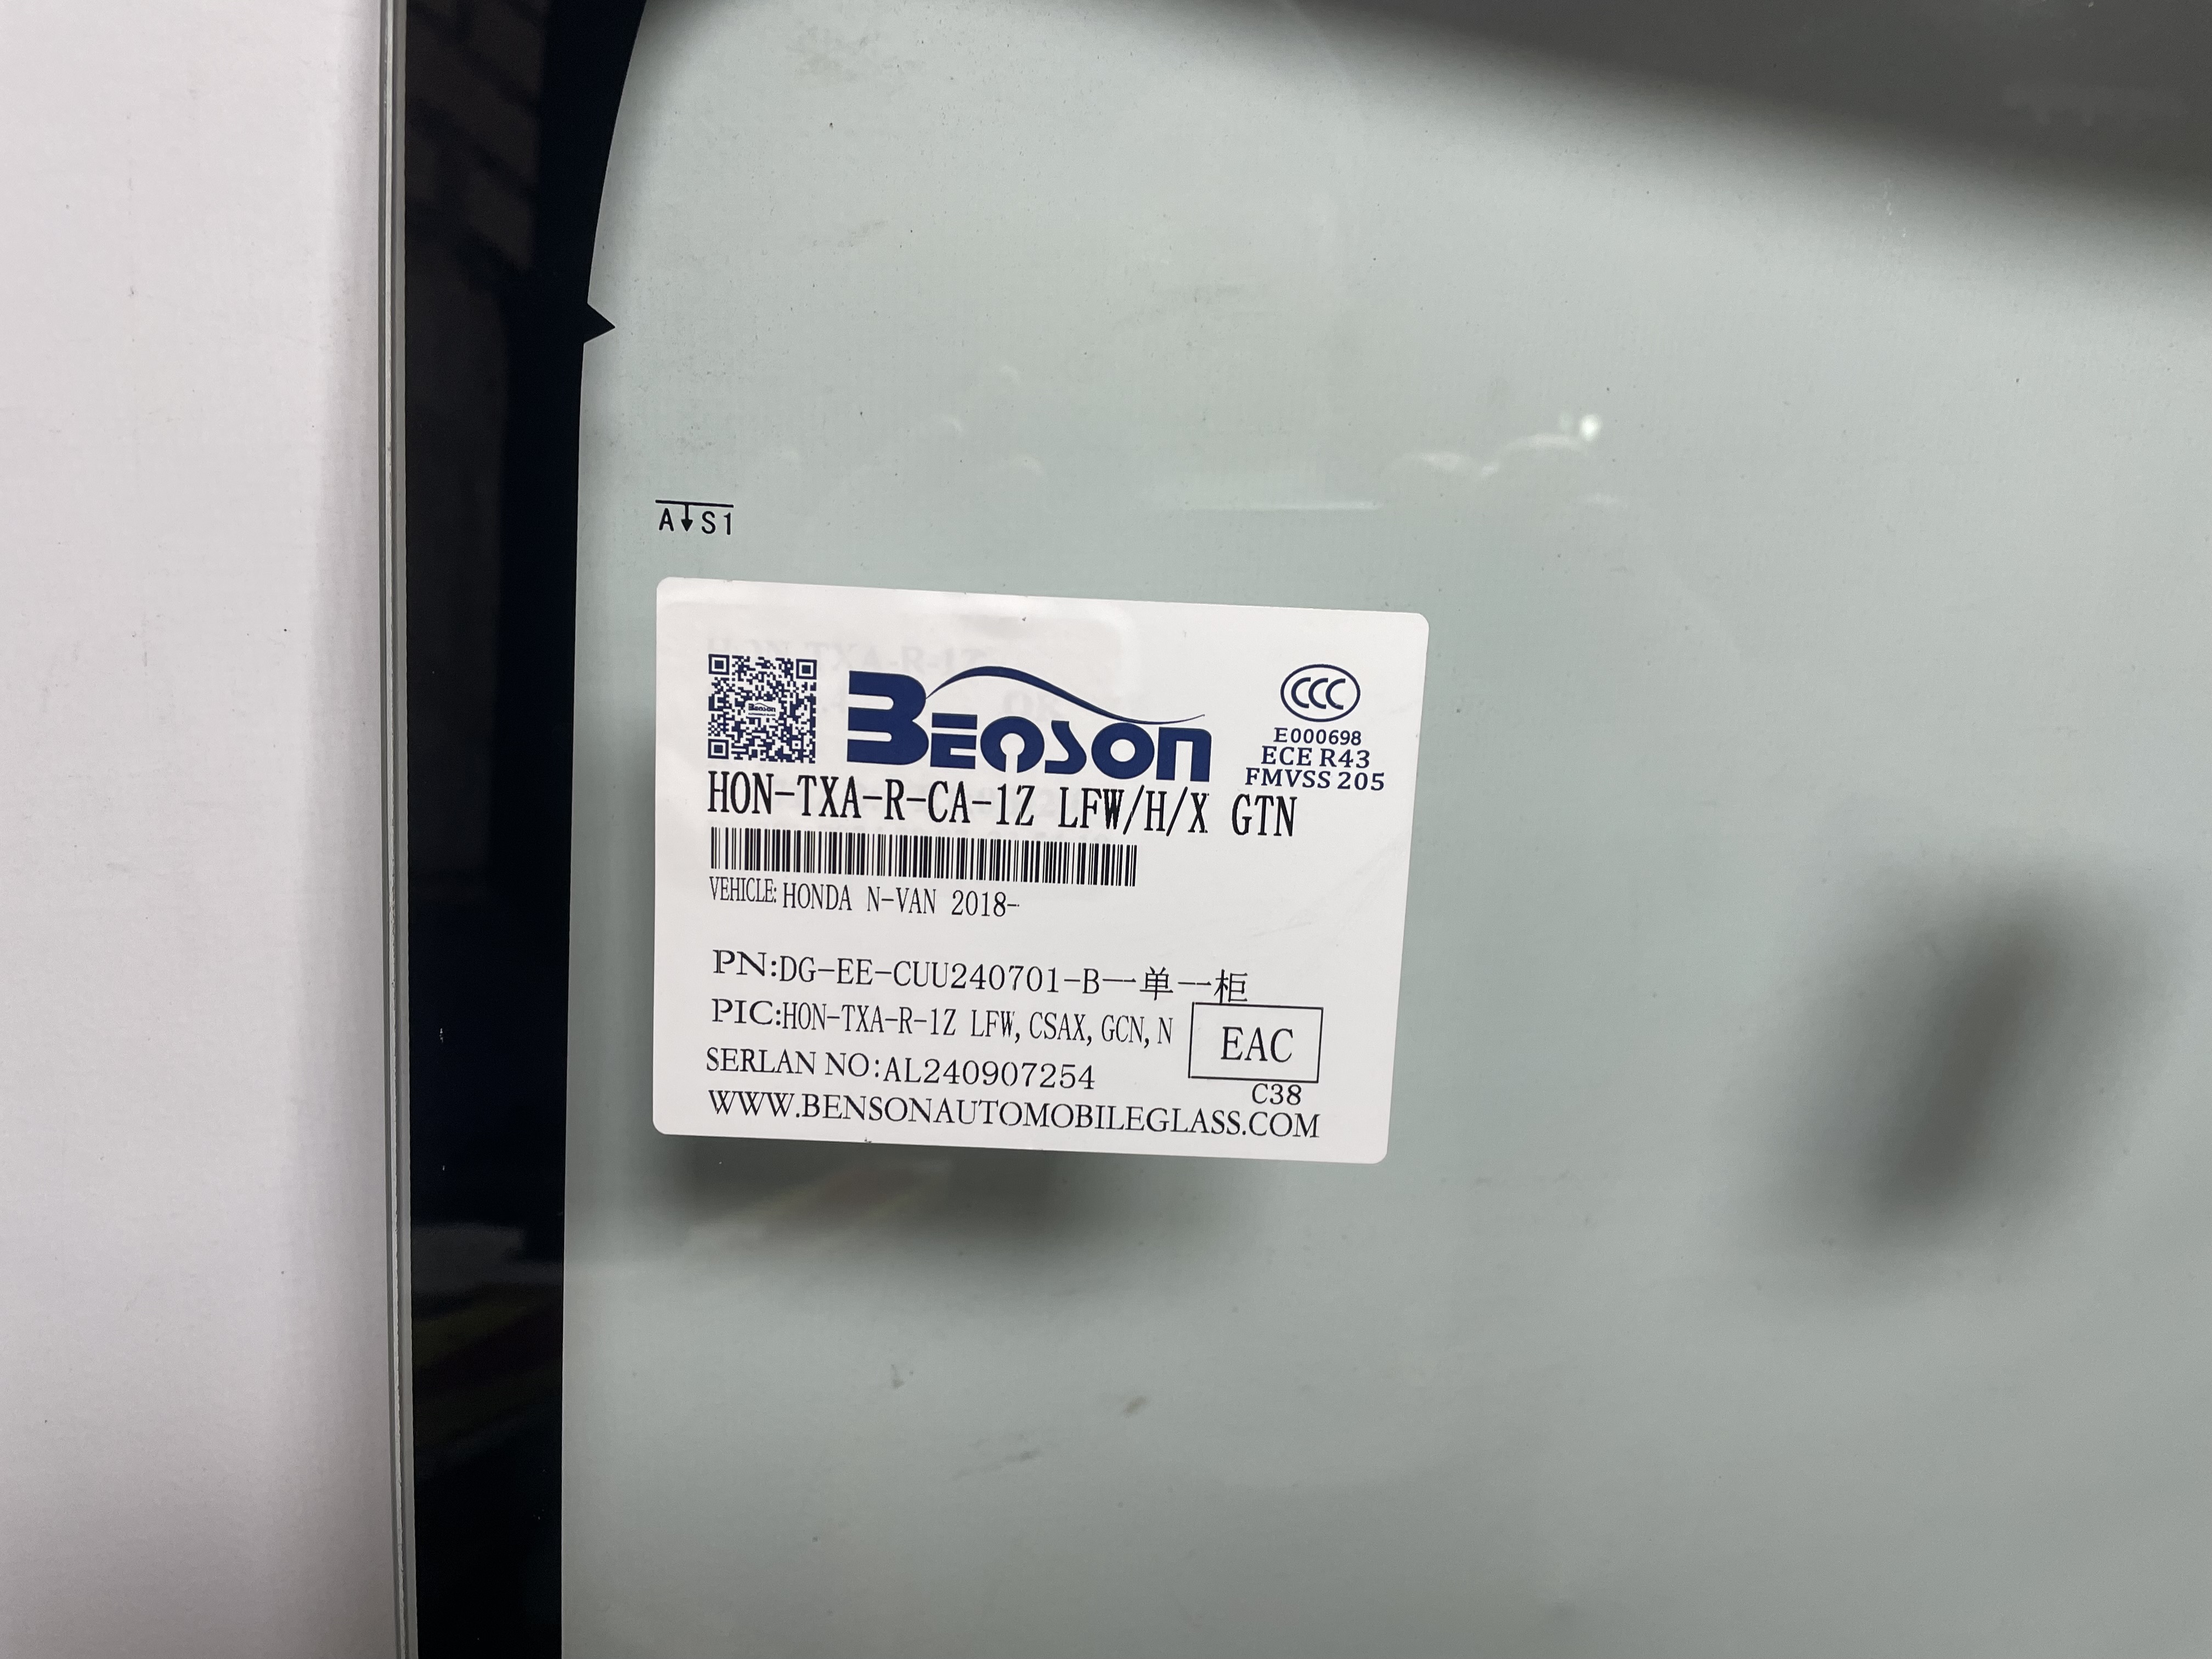 A↓S1
BENSON
CCC
E000698
ECE R43
FMVSS 205
HON-TXA-R-CA-1Z LFW/H/X GTN
VEHICLE: HONDA N-VAN 2018-
PN:DG-EE-CUU240701-B一单一柜
PIC:HON-TXA-R-1Z LFW, CSAX, GCN, N
EAC
SERLAN NO:AL240907254
C38
WWW.BENSONAUTOMOBILEGLASS.COM